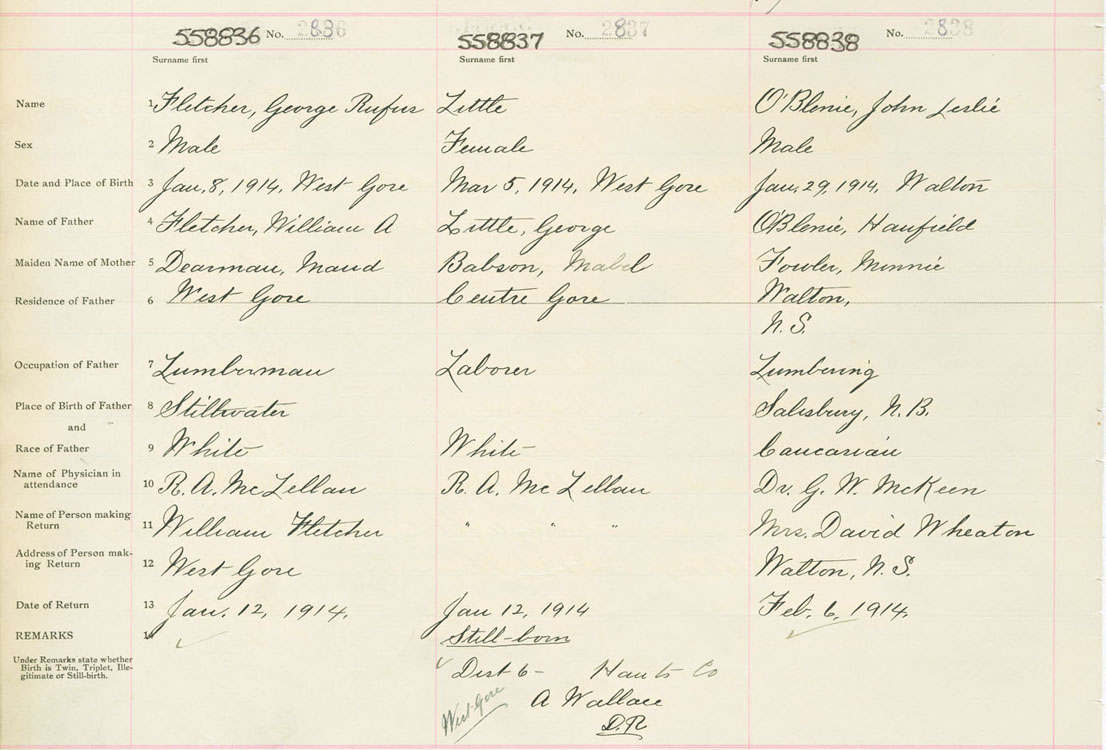 558836 No. 2836 558837 No. 2837 558838 No. 2838
Surname first Surname first Surname first
Name 1 Fletcher, George Rufus Little O'Blenie, John Leslie
Sex 2 Male Female Male
Date and Place of Birth 3 Jan, 8, 1914, West Gore Mar 5, 1914, West Gore Jan, 29, 1914, Walton
Name of Father 4 Fletcher, William A Little, George O'Blenie, Hanfield
Maiden Name of Mother 5 Dearman, Maud Babson, Mabel Fowler, Minnie
Residence of Father 6 West Gore Centre Gore Walton,
N.S.
Occupation of Father 7 Lumberman Laborer Lumbering
Place of Birth of Father 8 Stillwater Salisbury, N.B.
and
Race of Father 9 White White Caucasian
Name of Physician in
attendance 10 R. A. McLellan R. A. McLellan Dr. G. W. McKeen
Name of Person making
Return 11 William Fletcher " " " Mrs. David Wheaton
Address of Person mak-
ing Return 12 West Gore Walton, N.S.
Date of Return 13 Jan. 12, 1914. Jan 12, 1914 Feb. 6, 1914.
REMARKS 14 Still-born
Under Remarks state whether
Birth is Twin, Triplet, Ille-
gitimate or Still-birth.
Dist 6- Hants Co
West Gore A Wallace
D.R